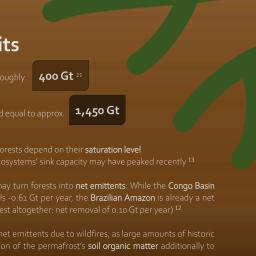 its
oughly 400 Gt 21
d equal to approx. 1,450 Gt
orests depend on their saturation level
osystems' sink capacity may have peaked recently 13
may turn forests into net emittents: While the Congo Basin
ls -0.61 Gt per year, the Brazilian Amazon is already a net
est altogether: net removal of 0.10 Gt per year) 12
net emittents due to wildfires, as large amounts of historic
on of the permafrost's soil organic matter additionally to